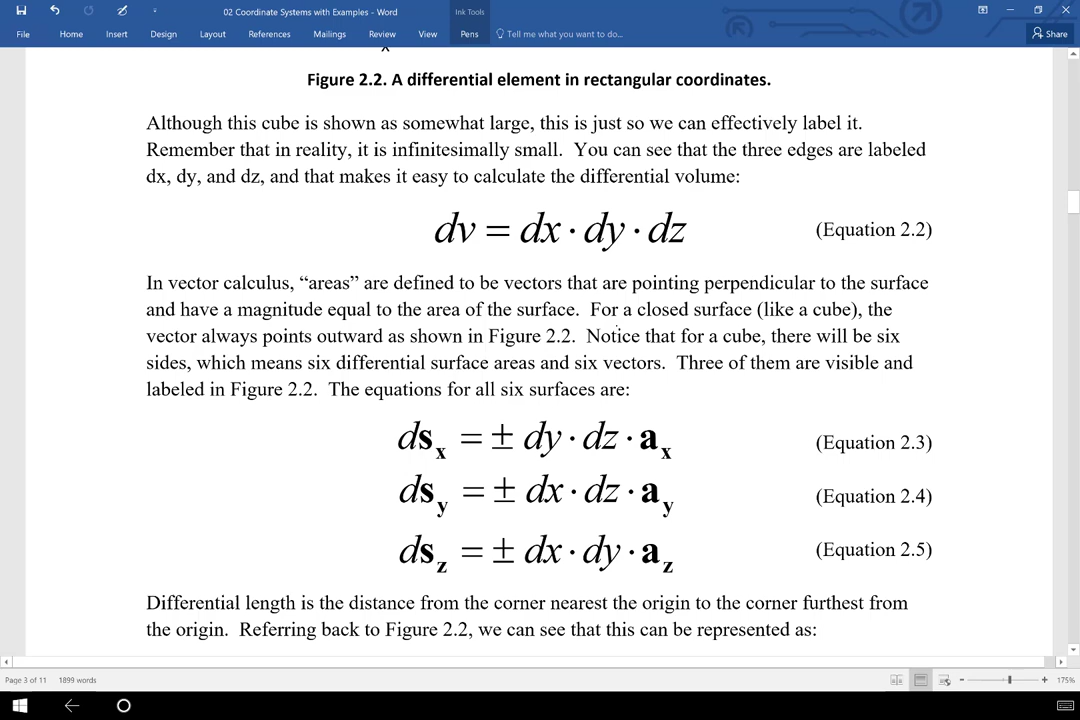 02 Coordinate Systems with Examples - Word
Ink Tools
File Home Insert Design Layout References Mailings Review View Pens Tell me what you want to do... Share
x
Figure 2.2. A differential element in rectangular coordinates.
Although this cube is shown as somewhat large, this is just so we can effectively label it.
Remember that in reality, it is infinitesimally small. You can see that the three edges are labeled
dx, dy, and dz, and that makes it easy to calculate the differential volume:
dv = dx · dy · dz (Equation 2.2)
In vector calculus, “areas” are defined to be vectors that are pointing perpendicular to the surface
and have a magnitude equal to the area of the surface. For a closed surface (like a cube), the
vector always points outward as shown in Figure 2.2. Notice that for a cube, there will be six
sides, which means six differential surface areas and six vectors. Three of them are visible and
labeled in Figure 2.2. The equations for all six surfaces are:
ds_x = ± dy · dz · a_x (Equation 2.3)
ds_y = ± dx · dz · a_y (Equation 2.4)
ds_z = ± dx · dy · a_z (Equation 2.5)
Differential length is the distance from the corner nearest the origin to the corner furthest from
the origin. Referring back to Figure 2.2, we can see that this can be represented as:
Page 3 of 11 1899 words 175%